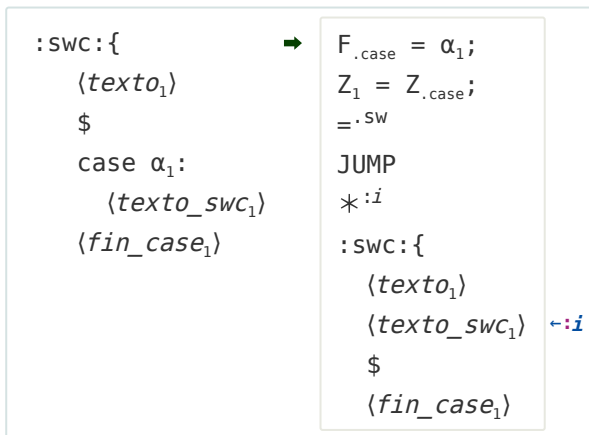 :swc:{
⟨texto₁⟩
$
case α₁:
⟨texto_swc₁⟩
⟨fin_case₁⟩
➡
F.case = α₁;
Z₁ = Z.case;
=.sw
JUMP
*:i
:swc:{
⟨texto₁⟩
⟨texto_swc₁⟩ ←:i
$
⟨fin_case₁⟩